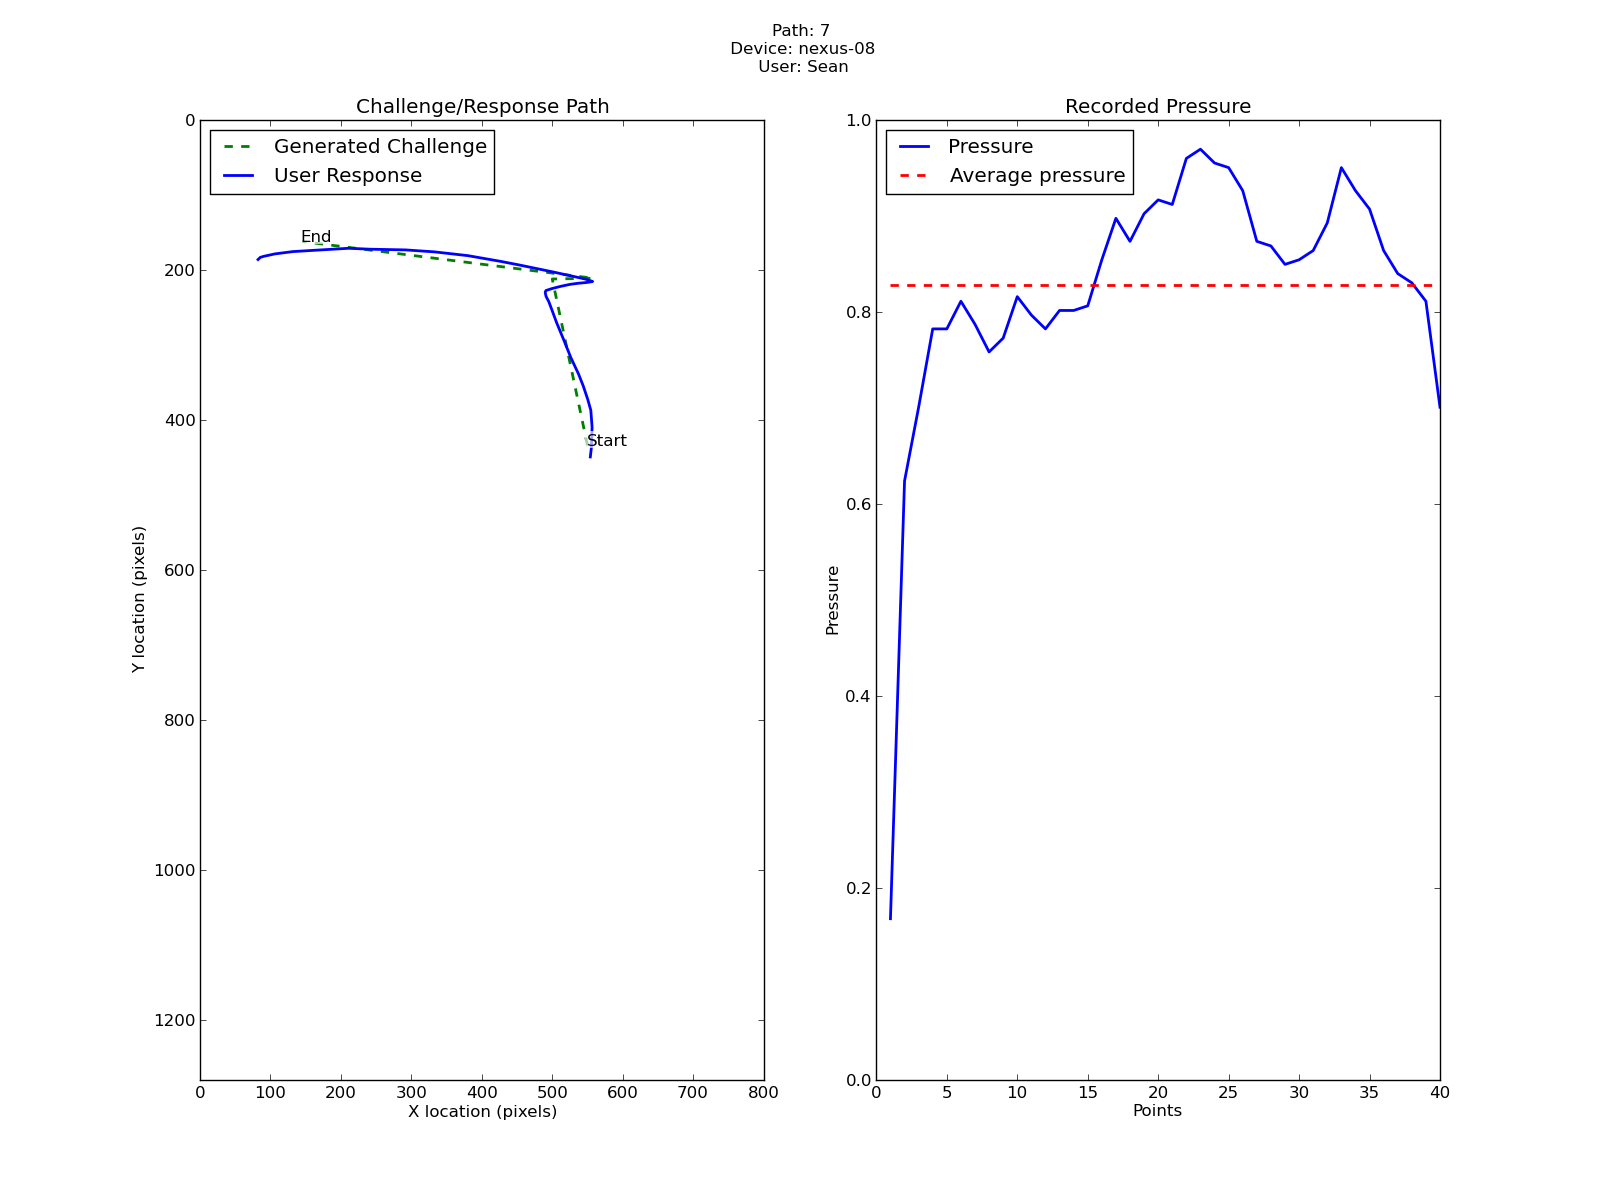 Path: 7
Device: nexus-08
User: Sean
Challenge/Response Path
Generated Challenge
User Response
End
Start
0
200
400
600
800
1000
1200
Y location (pixels)
0 100 200 300 400 500 600 700 800
X location (pixels)
Recorded Pressure
Pressure
Average pressure
1.0
0.8
0.6
0.4
0.2
0.0
Pressure
0 5 10 15 20 25 30 35 40
Points